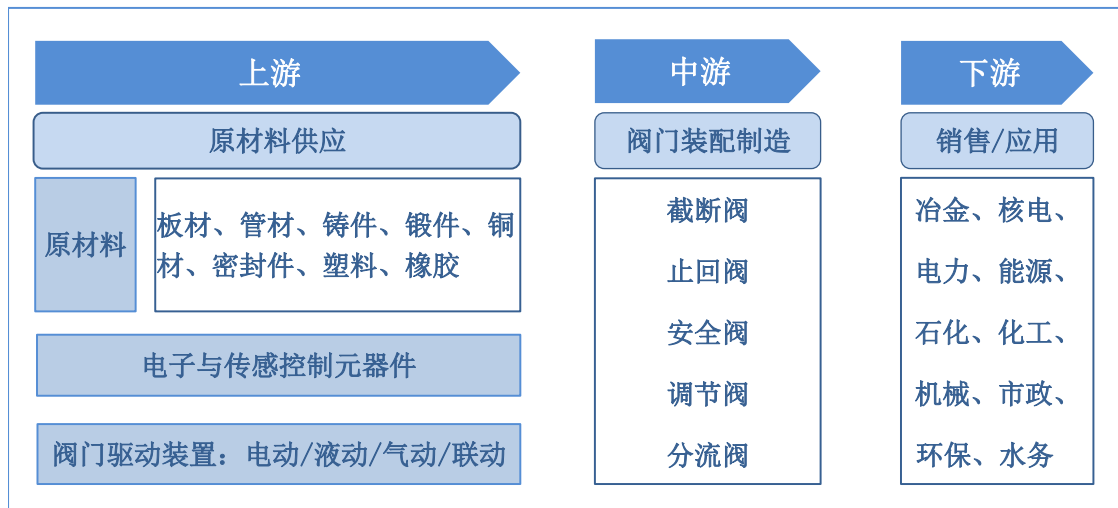 上游
原材料供应
原材料
板材、管材、铸件、锻件、铜
材、密封件、塑料、橡胶
电子与传感控制元器件
阀门驱动装置：电动/液动/气动/联动
中游
阀门装配制造
截断阀
止回阀
安全阀
调节阀
分流阀
下游
销售/应用
冶金、核电、
电力、能源、
石化、化工、
机械、市政、
环保、水务